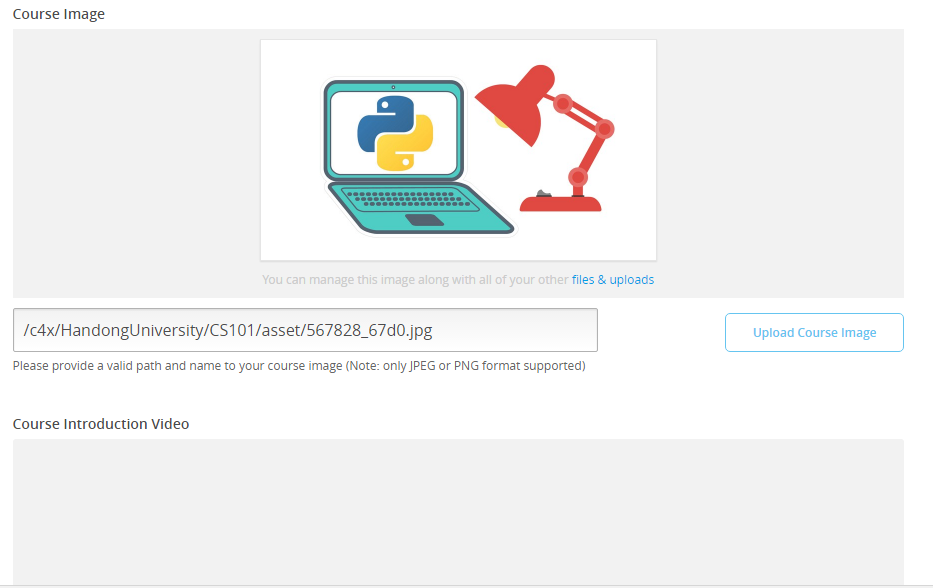 Course Image
You can manage this image along with all of your other files & uploads
/c4x/HandongUniversity/CS101/asset/567828_67d0.jpg
Upload Course Image
Please provide a valid path and name to your course image (Note: only JPEG or PNG format supported)
Course Introduction Video